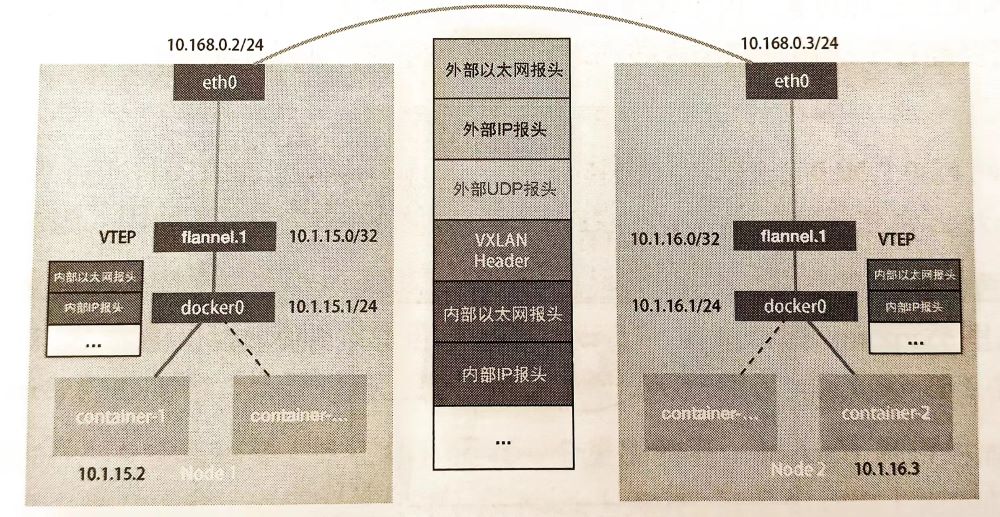 10.168.0.2/24
eth0
VTEP
flannel.1
10.1.15.0/32
内部以太网报头
内部IP报头
...
docker0
10.1.15.1/24
container-1
container-...
10.1.15.2
Node 1
外部以太网报头
外部IP报头
外部UDP报头
VXLAN
Header
内部以太网报头
内部IP报头
...
10.168.0.3/24
eth0
10.1.16.0/32
flannel.1
VTEP
10.1.16.1/24
docker0
内部以太网报头
内部IP报头
...
container-...
container-2
Node 2
10.1.16.3